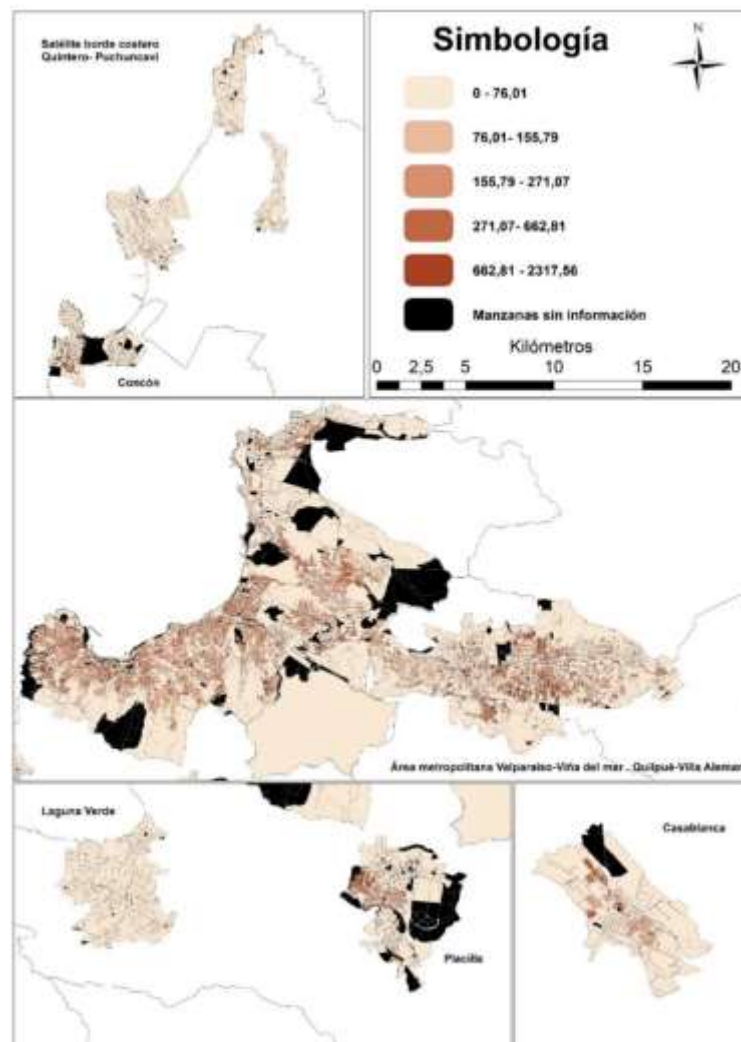 Satélite borde costero
Quintero- Puchuncaví
Concón
Simbología
N
0 - 76,01
76,01- 155,79
155,79 - 271,07
271,07- 662,81
662,81 - 2317,56
Manzanas sin información
Kilómetros
0 2,5 5 10 15 20
Área metropolitana Valparaíso-Viña del mar . Quilpué-Villa Aleman
Laguna Verde
Placilla
Casablanca